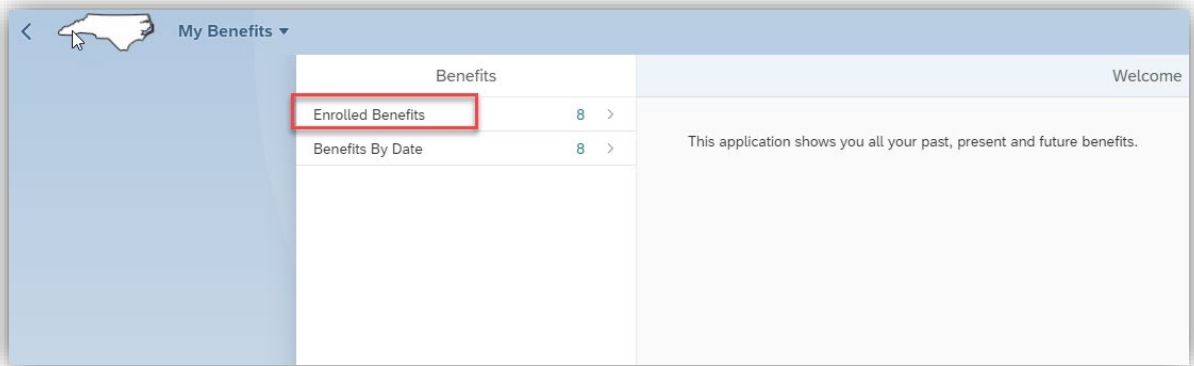 My Benefits
Benefits
Welcome
Enrolled Benefits 8
Benefits By Date 8
This application shows you all your past, present and future benefits.